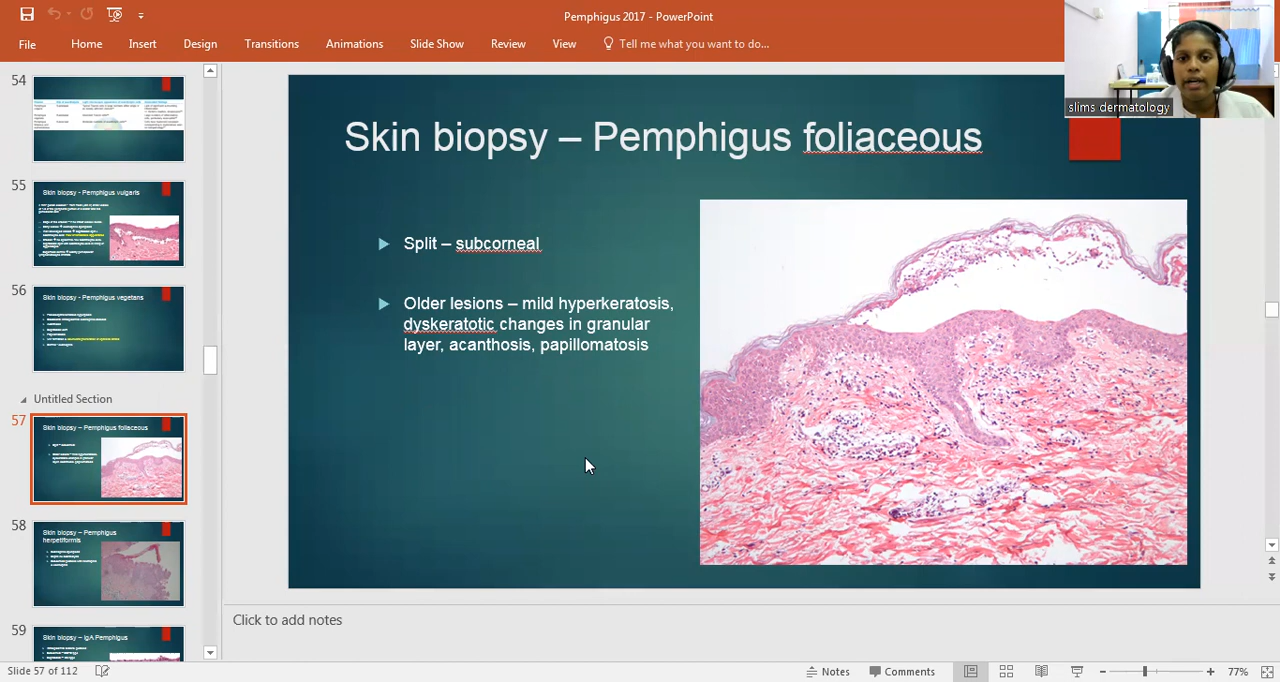 Pemphigus 2017 - PowerPoint
File Home Insert Design Transitions Animations Slide Show Review View Tell me what you want to do...
slims dermatology
54
55
Skin biopsy - Pemphigus vulgaris
56
Skin biopsy - Pemphigus vegetans
Untitled Section
57
Skin biopsy – Pemphigus foliaceous
58
Skin biopsy – Pemphigus
herpetiformis
59
Skin biopsy – IgA Pemphigus
Skin biopsy – Pemphigus foliaceous
Split – subcorneal
Older lesions – mild hyperkeratosis,
dyskeratotic changes in granular
layer, acanthosis, papillomatosis
Click to add notes
Slide 57 of 112
Notes Comments
77%